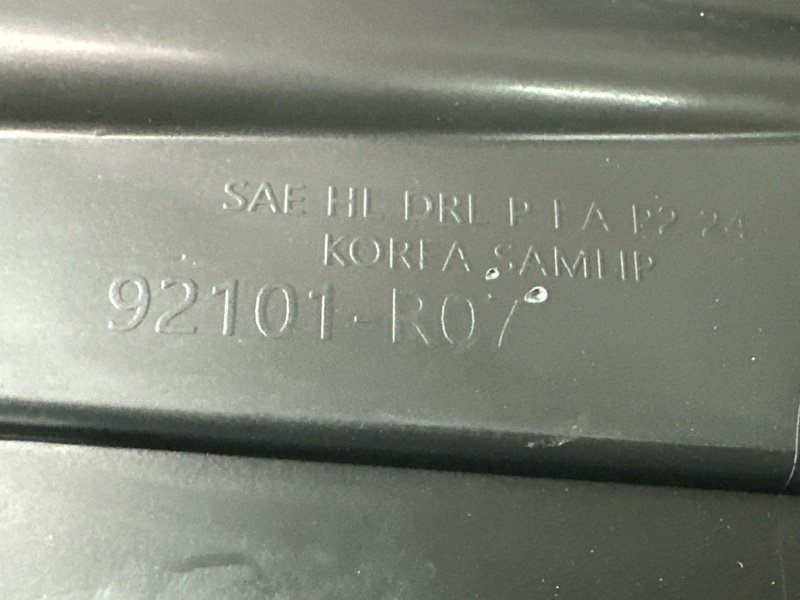 SAE HL DRL P I A P2 24
KOREA SAMLIP
92101-R07